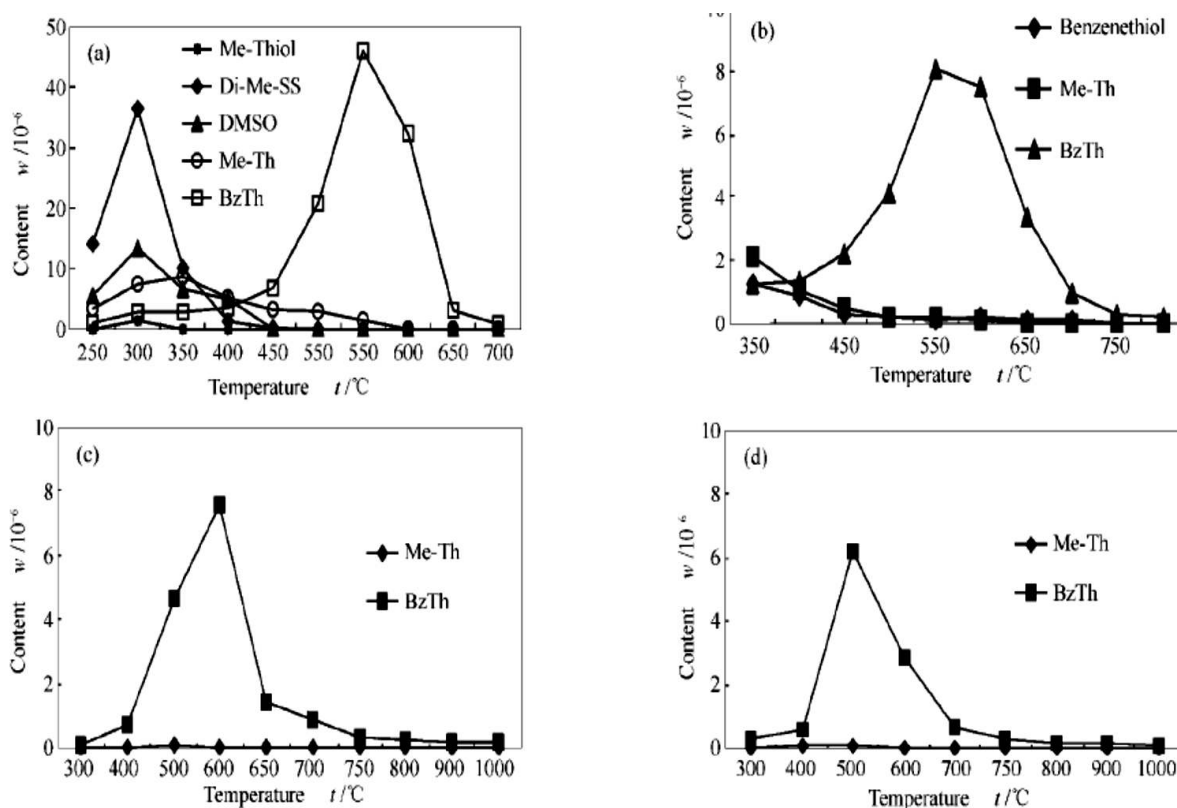 (a)
Me-Thiol
Di-Me-SS
DMSO
Me-Th
BzTh
50
40
30
20
10
0
Content w /10⁻⁶
250 300 350 400 450 550 550 600 650 700
Temperature t /℃
(b)
Benzenethiol
Me-Th
BzTh
8
6
4
2
0
Content w /10⁻⁶
350 450 550 650 750
Temperature t /℃
(c)
Me-Th
BzTh
10
8
6
4
2
0
Content w /10⁻⁶
300 400 500 600 650 700 750 800 900 1000
Temperature t /℃
(d)
Me-Th
BzTh
10
8
6
4
2
0
Content w /10⁻⁶
300 400 500 600 700 750 800 900 1000
Temperature t /℃